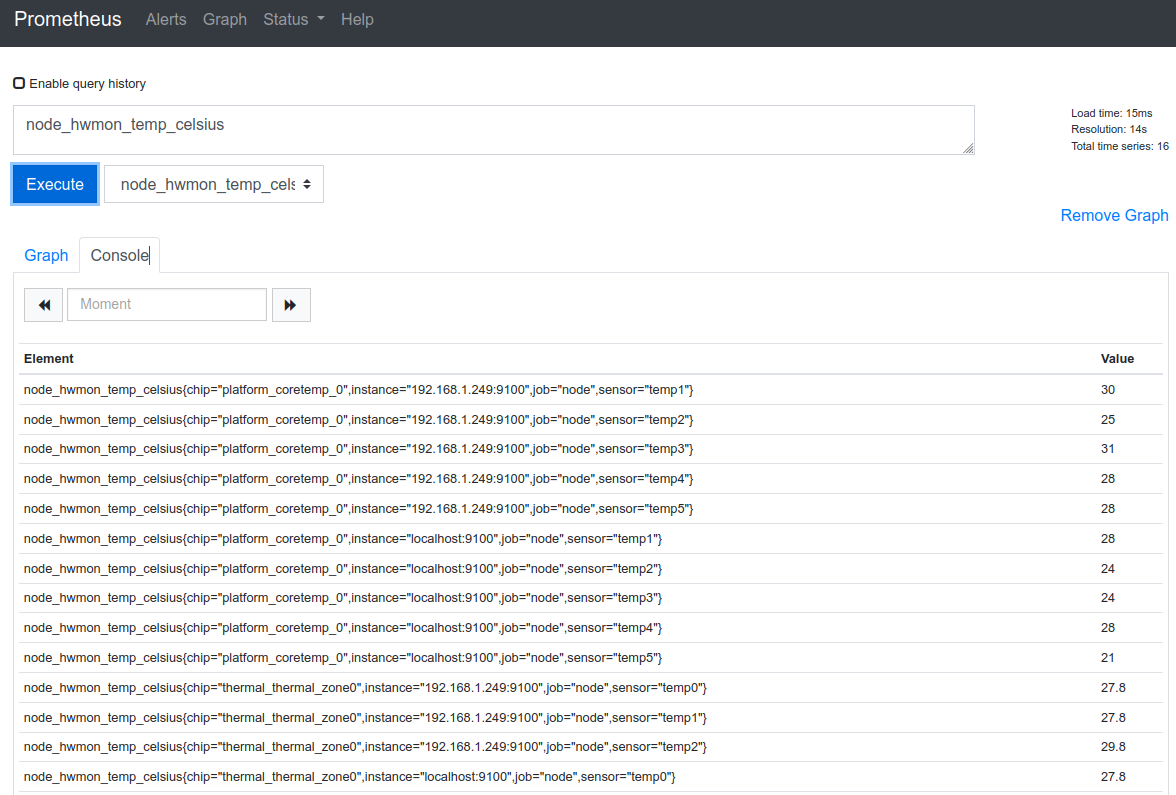 Prometheus Alerts Graph Status Help
Enable query history
node_hwmon_temp_celsius
Load time: 15ms
Resolution: 14s
Total time series: 16
Execute node_hwmon_temp_cels
Remove Graph
Graph Console
Moment
Element Value
node_hwmon_temp_celsius{chip="platform_coretemp_0",instance="192.168.1.249:9100",job="node",sensor="temp1"} 30
node_hwmon_temp_celsius{chip="platform_coretemp_0",instance="192.168.1.249:9100",job="node",sensor="temp2"} 25
node_hwmon_temp_celsius{chip="platform_coretemp_0",instance="192.168.1.249:9100",job="node",sensor="temp3"} 31
node_hwmon_temp_celsius{chip="platform_coretemp_0",instance="192.168.1.249:9100",job="node",sensor="temp4"} 28
node_hwmon_temp_celsius{chip="platform_coretemp_0",instance="192.168.1.249:9100",job="node",sensor="temp5"} 28
node_hwmon_temp_celsius{chip="platform_coretemp_0",instance="localhost:9100",job="node",sensor="temp1"} 28
node_hwmon_temp_celsius{chip="platform_coretemp_0",instance="localhost:9100",job="node",sensor="temp2"} 24
node_hwmon_temp_celsius{chip="platform_coretemp_0",instance="localhost:9100",job="node",sensor="temp3"} 24
node_hwmon_temp_celsius{chip="platform_coretemp_0",instance="localhost:9100",job="node",sensor="temp4"} 28
node_hwmon_temp_celsius{chip="platform_coretemp_0",instance="localhost:9100",job="node",sensor="temp5"} 21
node_hwmon_temp_celsius{chip="thermal_thermal_zone0",instance="192.168.1.249:9100",job="node",sensor="temp0"} 27.8
node_hwmon_temp_celsius{chip="thermal_thermal_zone0",instance="192.168.1.249:9100",job="node",sensor="temp1"} 27.8
node_hwmon_temp_celsius{chip="thermal_thermal_zone0",instance="192.168.1.249:9100",job="node",sensor="temp2"} 29.8
node_hwmon_temp_celsius{chip="thermal_thermal_zone0",instance="localhost:9100",job="node",sensor="temp0"} 27.8